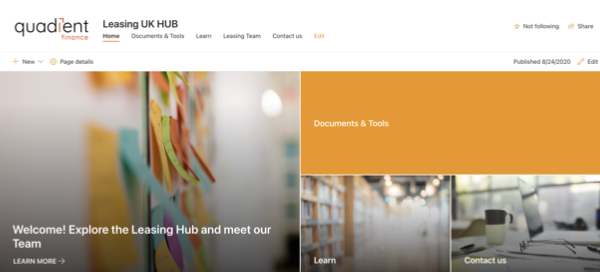 quadient
finance
Leasing UK HUB
Home Documents & Tools Learn Leasing Team Contact us Edit
Not following Share
New Page details Published 8/24/2020 Edit
Documents & Tools
Welcome! Explore the Leasing Hub and meet our
Team
LEARN MORE
Learn
Contact us